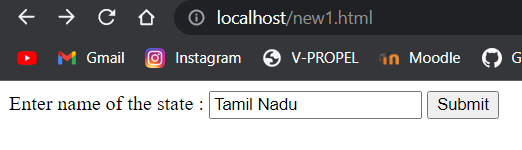 localhost/new1.html
Gmail Instagram V-PROPEL Moodle G
Enter name of the state : Tamil Nadu Submit